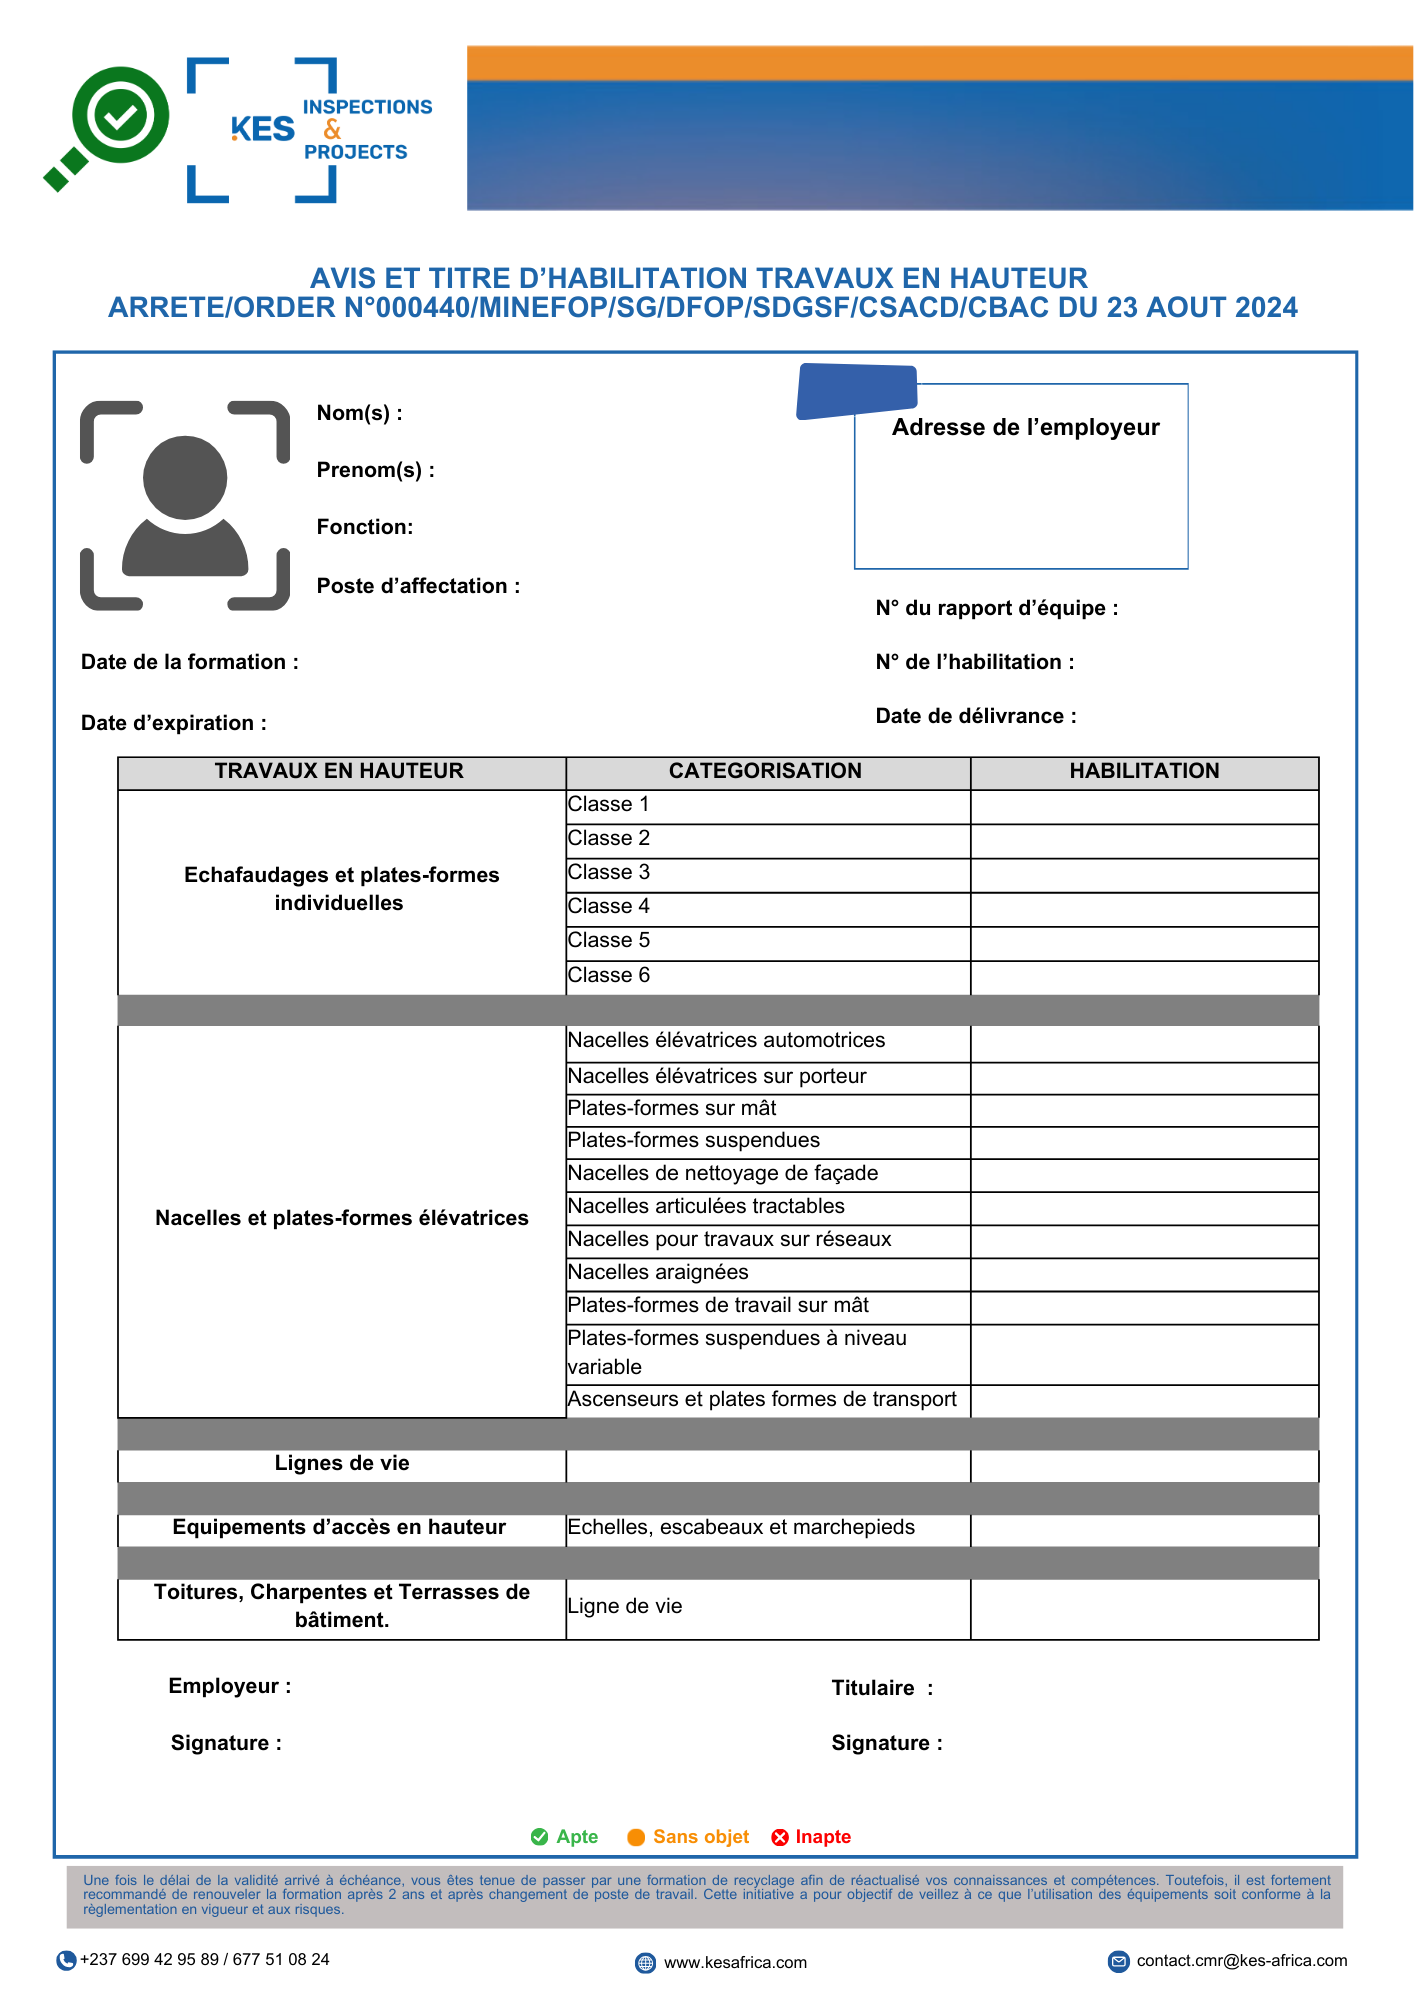 KES INSPECTIONS
&
PROJECTS
AVIS ET TITRE D’HABILITATION TRAVAUX EN HAUTEUR
ARRETE/ORDER N°000440/MINEFOP/SG/DFOP/SDGSF/CSACD/CBAC DU 23 AOUT 2024
Nom(s) :
Prenom(s) :
Fonction:
Poste d’affectation :
Adresse de l’employeur
N° du rapport d’équipe :
Date de la formation :
N° de l’habilitation :
Date d’expiration :
Date de délivrance :
TRAVAUX EN HAUTEUR CATEGORISATION HABILITATION
Echafaudages et plates-formes
individuelles
Classe 1
Classe 2
Classe 3
Classe 4
Classe 5
Classe 6
Nacelles et plates-formes élévatrices
Nacelles élévatrices automotrices
Nacelles élévatrices sur porteur
Plates-formes sur mât
Plates-formes suspendues
Nacelles de nettoyage de façade
Nacelles articulées tractables
Nacelles pour travaux sur réseaux
Nacelles araignées
Plates-formes de travail sur mât
Plates-formes suspendues à niveau
variable
Ascenseurs et plates formes de transport
Lignes de vie
Equipements d’accès en hauteur Echelles, escabeaux et marchepieds
Toitures, Charpentes et Terrasses de
bâtiment.
Ligne de vie
Employeur :
Titulaire :
Signature :
Signature :
Apte Sans objet Inapte
Une fois le délai de la validité arrivé à échéance, vous êtes tenue de passer par une formation de recyclage afin de réactualisé vos connaissances et compétences. Toutefois, il est fortement
recommandé de renouveler la formation après 2 ans et après changement de poste de travail. Cette initiative a pour objectif de veillez à ce que l’utilisation des équipements soit conforme à la
règlementation en vigueur et aux risques.
+237 699 42 95 89 / 677 51 08 24
www.kesafrica.com
contact.cmr@kes-africa.com